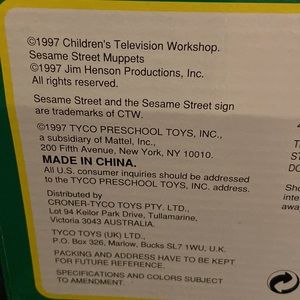 ©1997 Children's Television Workshop.
Sesame Street Muppets
©1997 Jim Henson Productions, Inc.
All rights reserved.
Sesame Street and the Sesame Street sign
are trademarks of CTW.
©1997 TYCO PRESCHOOL TOYS, INC.,
a subsidiary of Mattel, Inc.,
200 Fifth Avenue, New York, NY 10010.
MADE IN CHINA.
All U.S. consumer inquiries should be addressed
to the TYCO PRESCHOOL TOYS, INC. address.
Distributed by
CRONER-TYCO TOYS PTY. LTD.,
Lot 94 Keilor Park Drive, Tullamarine,
Victoria 3043 AUSTRALIA.
TYCO TOYS (UK) LTD.
P.O. Box 326, Marlow, Bucks SL7 1WU, U.K.
PACKING AND ADDRESS HAVE TO BE KEPT
FOR FUTURE REFERENCE.
SPECIFICATIONS AND COLORS SUBJECT